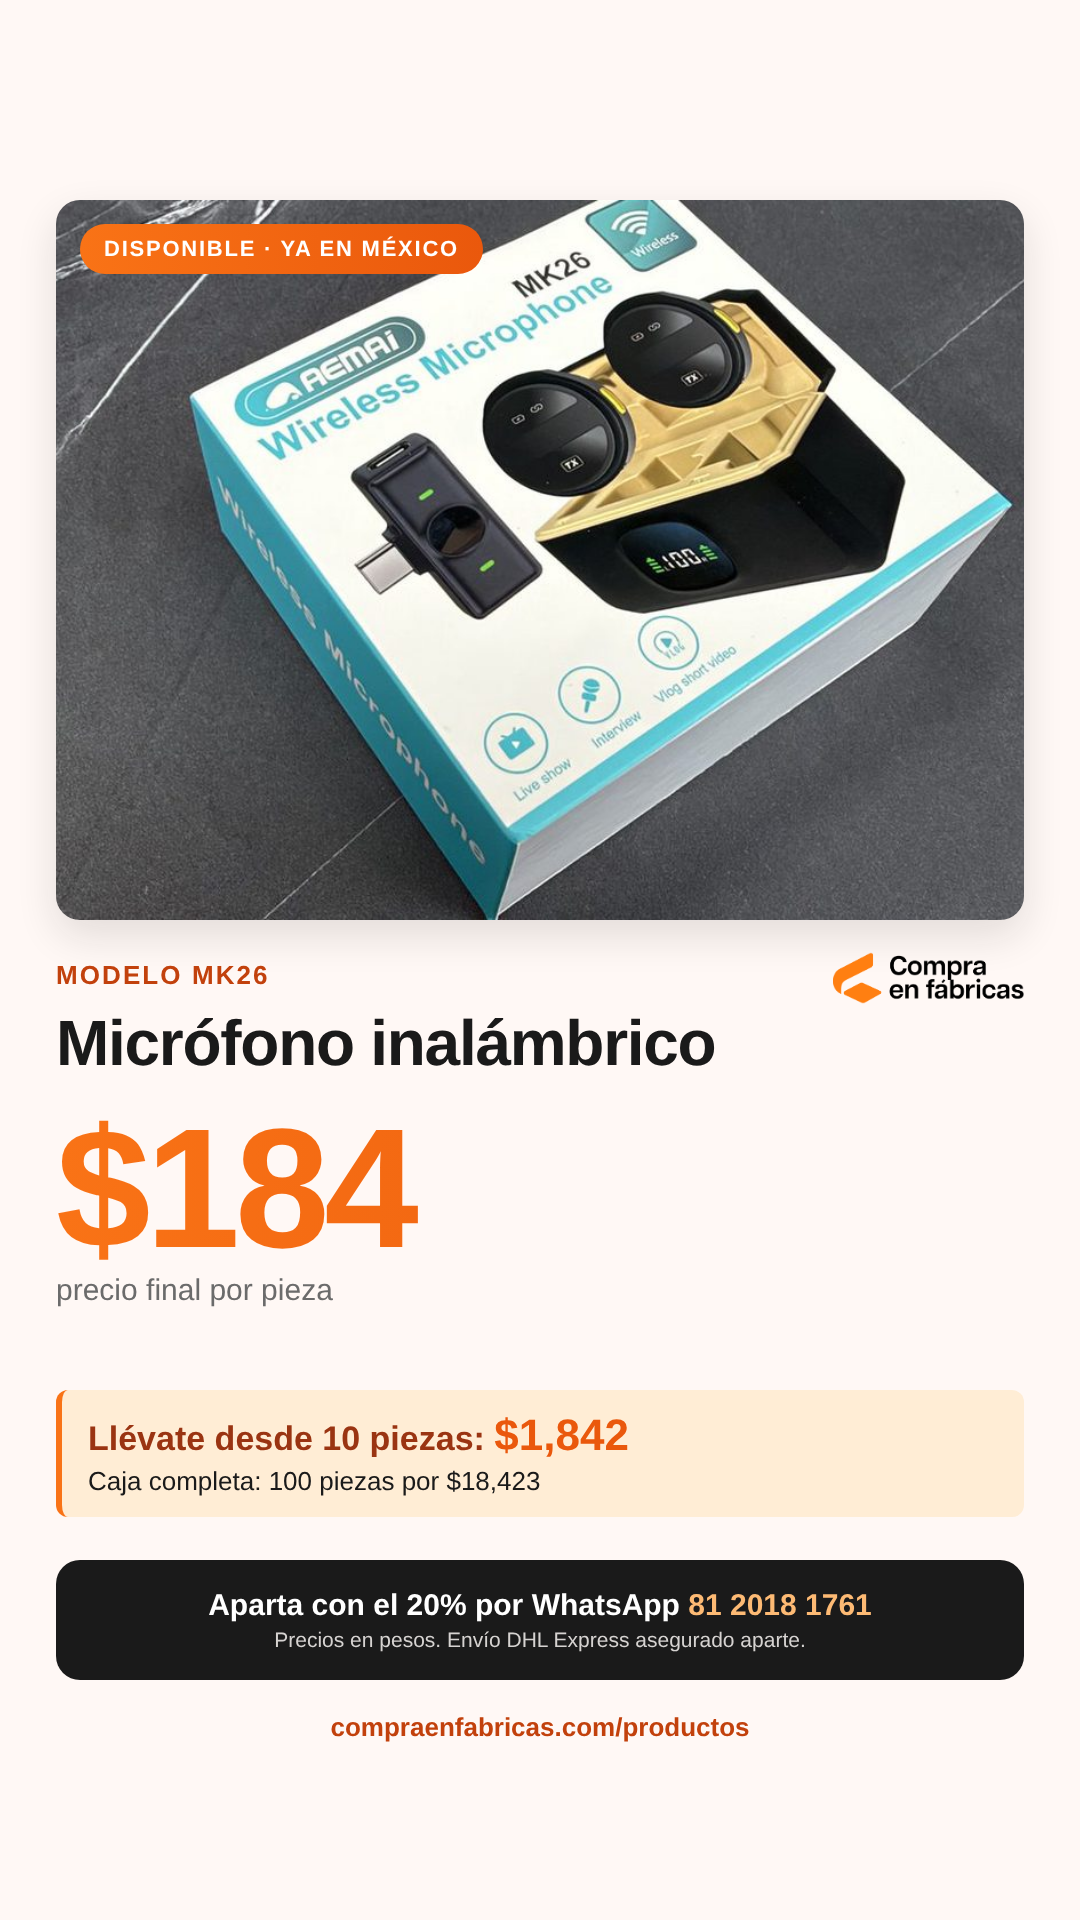 DISPONIBLE · YA EN MÉXICO
Wireless
MK26
AEMAi
Wireless Microphone
TX
TX
100
Wireless Microphone
VLOG
Vlog short video
Interview
Live show
MODELO MK26
Compra
en fábricas
Micrófono inalámbrico
$184
precio final por pieza
Llévate desde 10 piezas: $1,842
Caja completa: 100 piezas por $18,423
Aparta con el 20% por WhatsApp 81 2018 1761
Precios en pesos. Envío DHL Express asegurado aparte.
compraenfabricas.com/productos